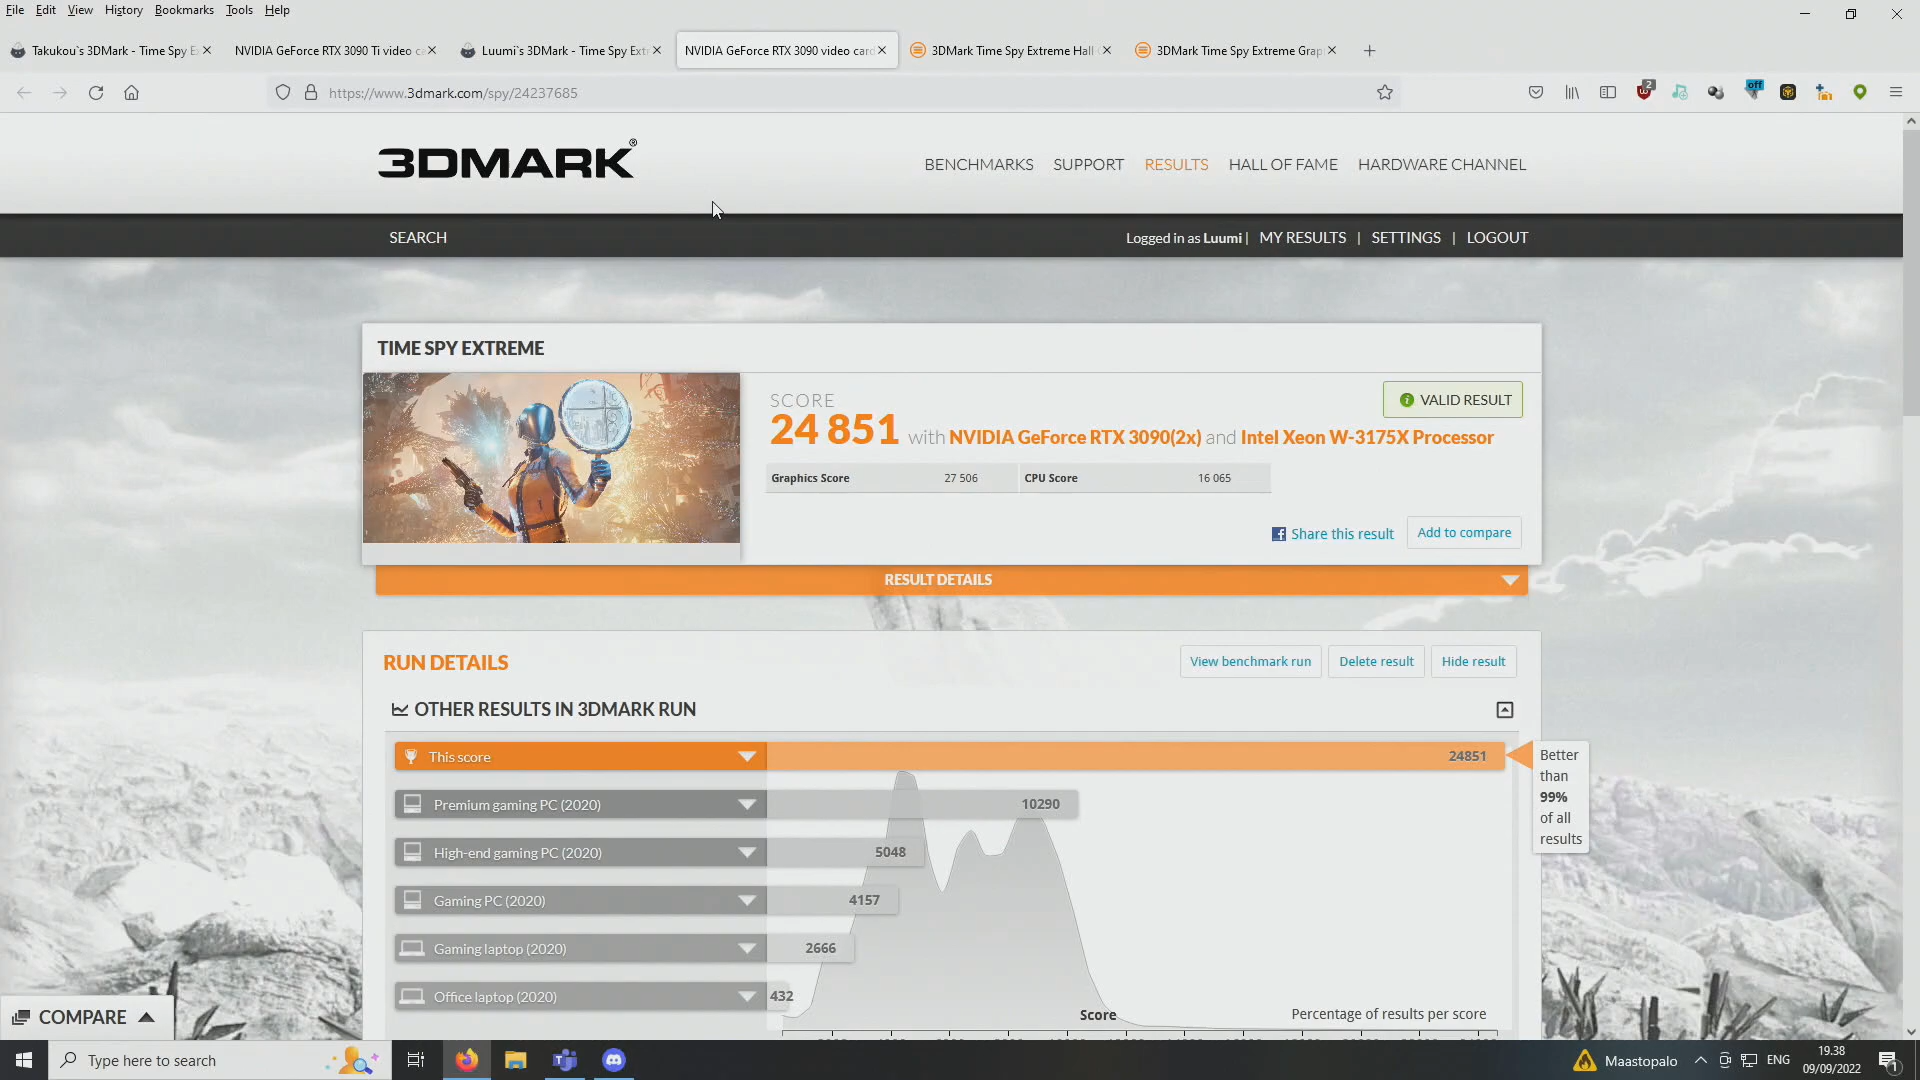 File Edit View History Bookmarks Tools Help
Takukou`s 3DMark - Time Spy E
NVIDIA GeForce RTX 3090 Ti video c
Luumi`s 3DMark - Time Spy Ext
NVIDIA GeForce RTX 3090 video card
3DMark Time Spy Extreme Hall
3DMark Time Spy Extreme Grap
https://www.3dmark.com/spy/24237685
2
off
3DMARK®
BENCHMARKS SUPPORT RESULTS HALL OF FAME HARDWARE CHANNEL
SEARCH
Logged in as Luumi | MY RESULTS | SETTINGS | LOGOUT
TIME SPY EXTREME
SCORE
VALID RESULT
24 851 with NVIDIA GeForce RTX 3090(2x) and Intel Xeon W-3175X Processor
Graphics Score 27 506 CPU Score 16 065
Share this result
Add to compare
RESULT DETAILS
RUN DETAILS
View benchmark run
Delete result
Hide result
OTHER RESULTS IN 3DMARK RUN
This score 24851
Better
than
99%
of all
results
Premium gaming PC (2020) 10290
High-end gaming PC (2020) 5048
Gaming PC (2020) 4157
Gaming laptop (2020) 2666
Office laptop (2020) 432
Score
Percentage of results per score
COMPARE
Type here to search
Maastopalo
ENG
19.38
09/09/2022
1